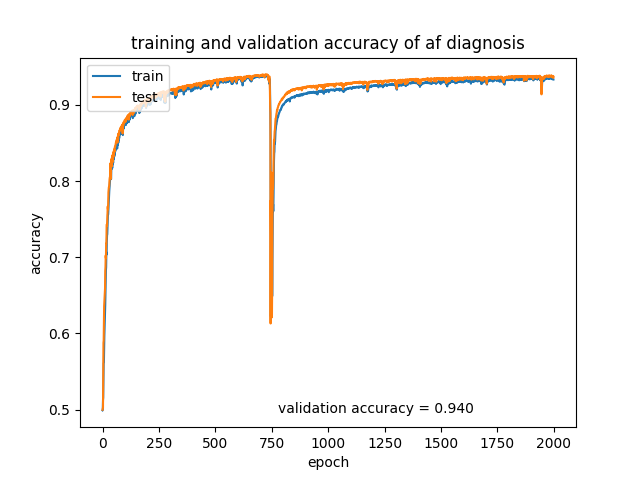 training and validation accuracy of af diagnosis
train
test
accuracy
0.9
0.8
0.7
0.6
0.5
validation accuracy = 0.940
0 250 500 750 1000 1250 1500 1750 2000
epoch